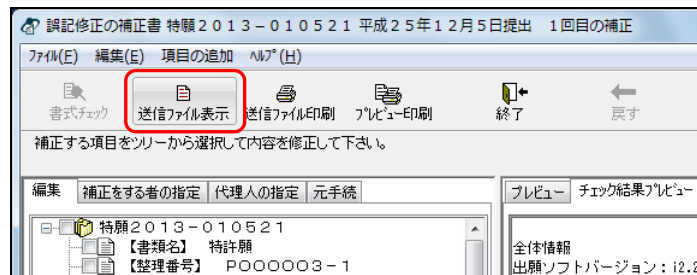 誤記修正の補正書 特願２０１３－０１０５２１ 平成２５年１２月５日提出 １回目の補正
ﾌｧｲﾙ(F) 編集(E) 項目の追加 ﾍﾙﾌﾟ(H)
書式ﾁｪｯｸ 送信ﾌｧｲﾙ表示 送信ﾌｧｲﾙ印刷 ﾌﾟﾚﾋﾞｭｰ印刷 終了 戻す
補正する項目をツリーから選択して内容を修正して下さい。
編集 補正をする者の指定 代理人の指定 元手続 プレビュー チェック結果ﾌﾟﾚﾋﾞｭｰ
特願２０１３－０１０５２１
【書類名】 特許願 全体情報
【整理番号】 Ｐ０００００３－１ 出願ソフトバージョン：i2.2